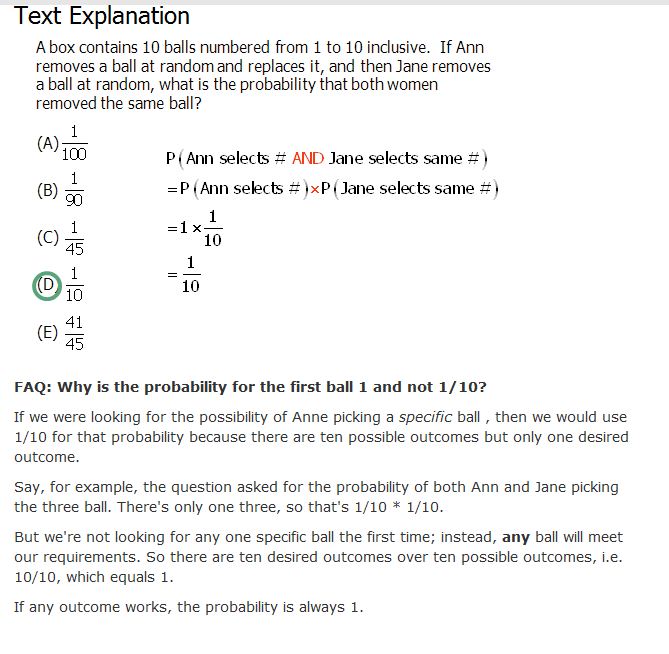 Text Explanation
A box contains 10 balls numbered from 1 to 10 inclusive.  If Ann
removes a ball at random and replaces it, and then Jane removes
a ball at random, what is the probability that both women
removed the same ball?
(A) 1/100
P(Ann selects # AND Jane selects same #)
(B) 1/90
=P(Ann selects #)×P(Jane selects same #)
(C) 1/45
=1× 1/10
(D) 1/10
= 1/10
(E) 41/45
FAQ: Why is the probability for the first ball 1 and not 1/10?
If we were looking for the possibility of Anne picking a specific ball , then we would use
1/10 for that probability because there are ten possible outcomes but only one desired
outcome.
Say, for example, the question asked for the probability of both Ann and Jane picking
the three ball. There's only one three, so that's 1/10 * 1/10.
But we're not looking for any one specific ball the first time; instead, any ball will meet
our requirements. So there are ten desired outcomes over ten possible outcomes, i.e.
10/10, which equals 1.
If any outcome works, the probability is always 1.